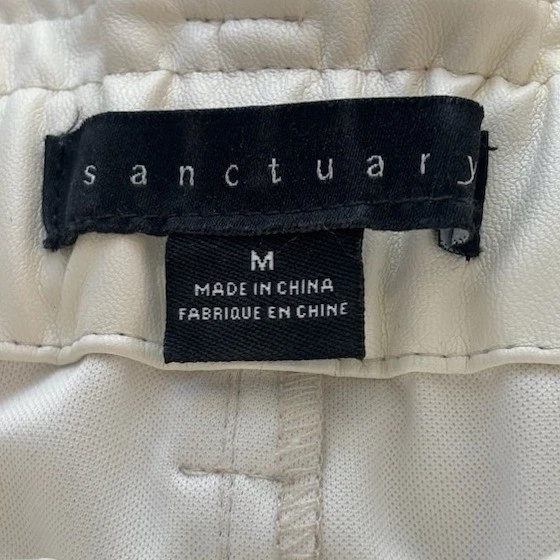 sanctuary
M
MADE IN CHINA
FABRIQUE EN CHINE